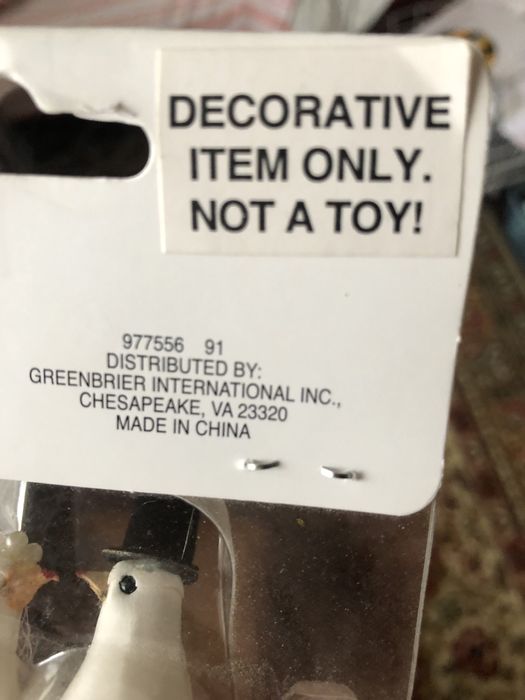 DECORATIVE
ITEM ONLY.
NOT A TOY!
977556 91
DISTRIBUTED BY:
GREENBRIER INTERNATIONAL INC.,
CHESAPEAKE, VA 23320
MADE IN CHINA